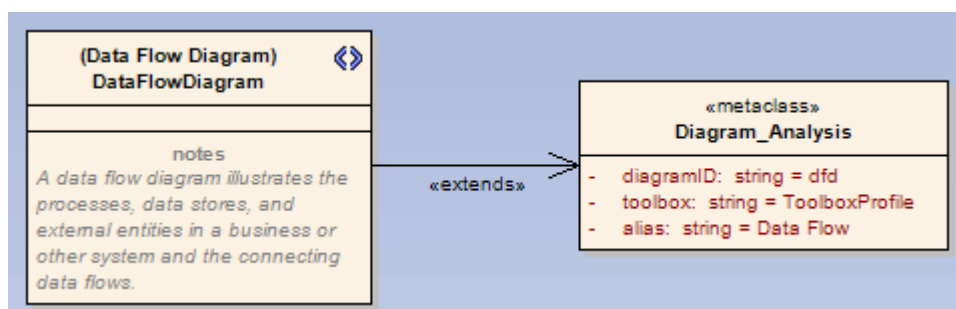 (Data Flow Diagram)
DataFlowDiagram
notes
A data flow diagram illustrates the
processes, data stores, and
external entities in a business or
other system and the connecting
data flows.
«extends»
«metaclass»
Diagram_Analysis
- diagramID: string = dfd
- toolbox: string = ToolboxProfile
- alias: string = Data Flow